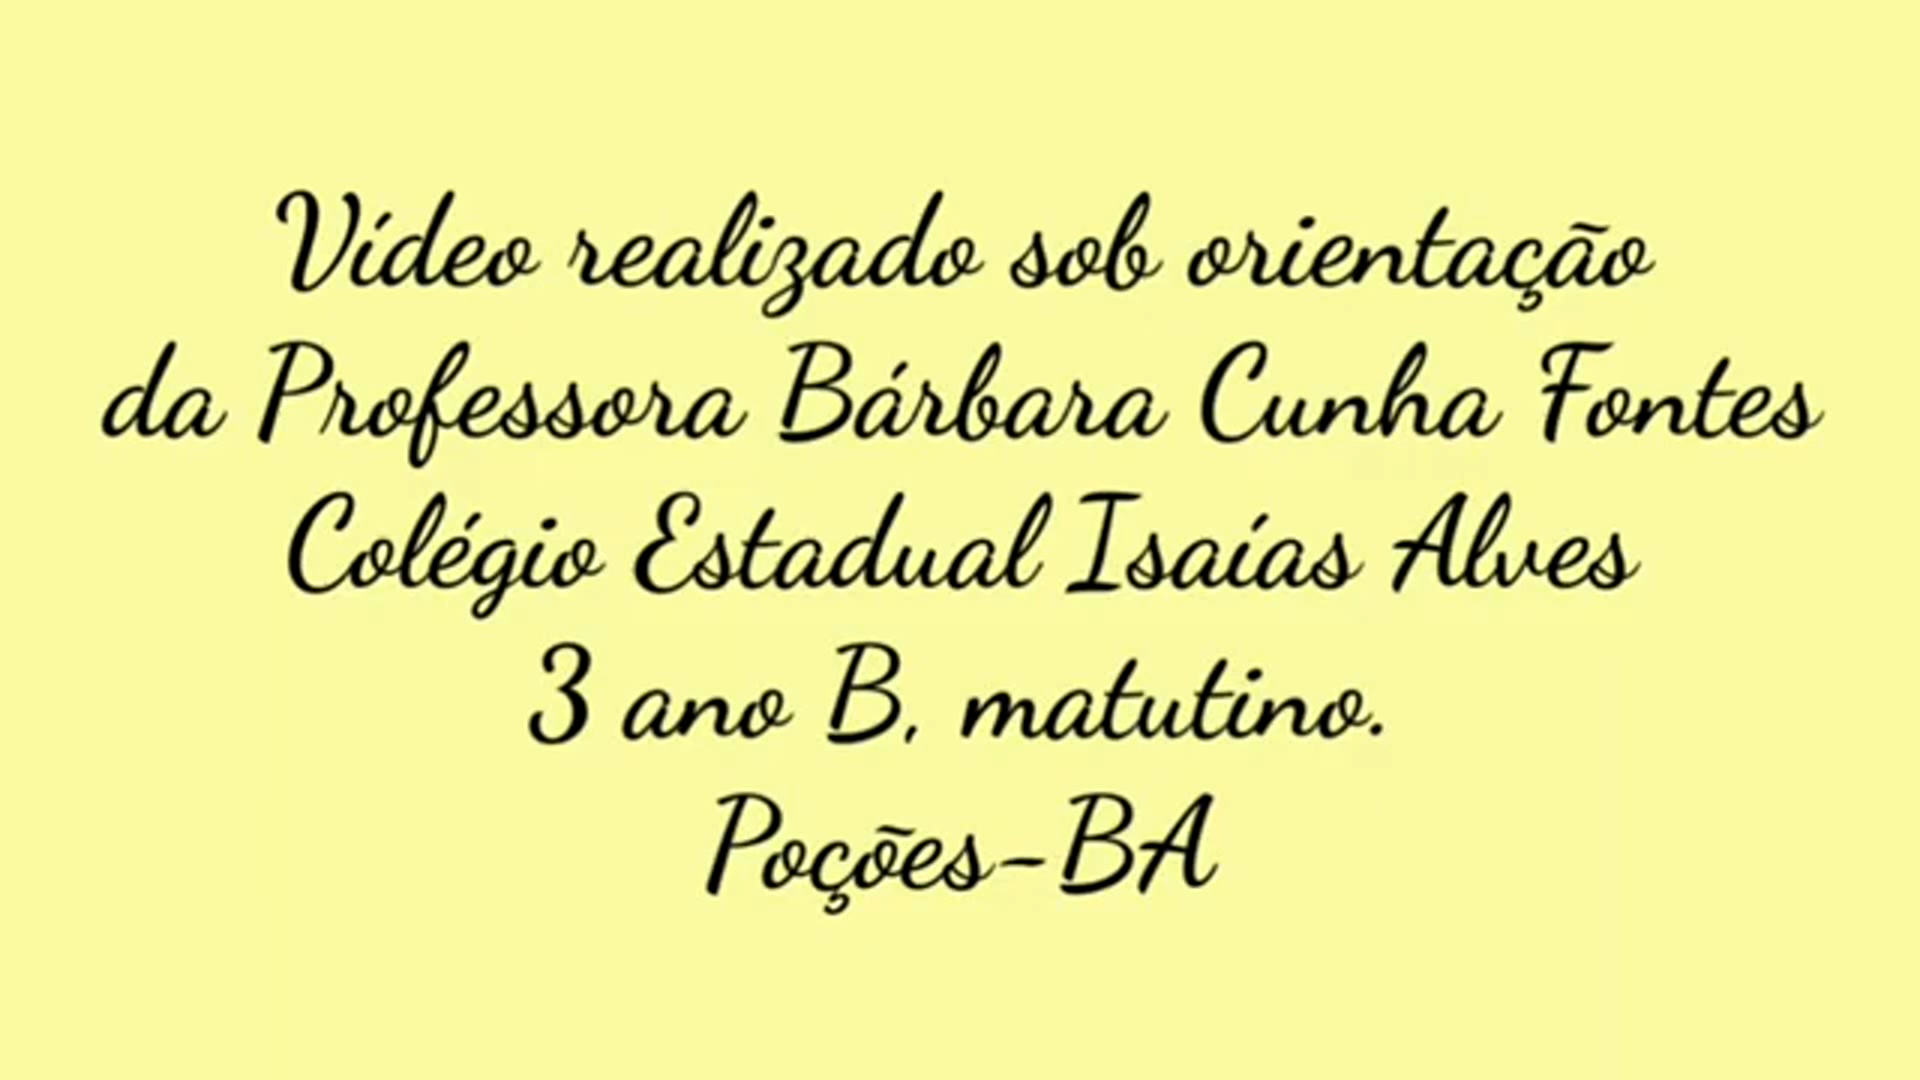 Vídeo realizado sob orientação
da Professora Bárbara Cunha Fontes
Colégio Estadual Isaías Alves
3 ano B, matutino.
Poções-BA